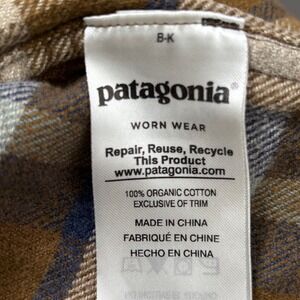 B-K
patagonia®
WORN WEAR
Repair, Reuse, Recycle
This Product
www.patagonia.com
100% ORGANIC COTTON
EXCLUSIVE OF TRIM
MADE IN CHINA
FABRIQUÉ EN CHINE
HECHO EN CHINA